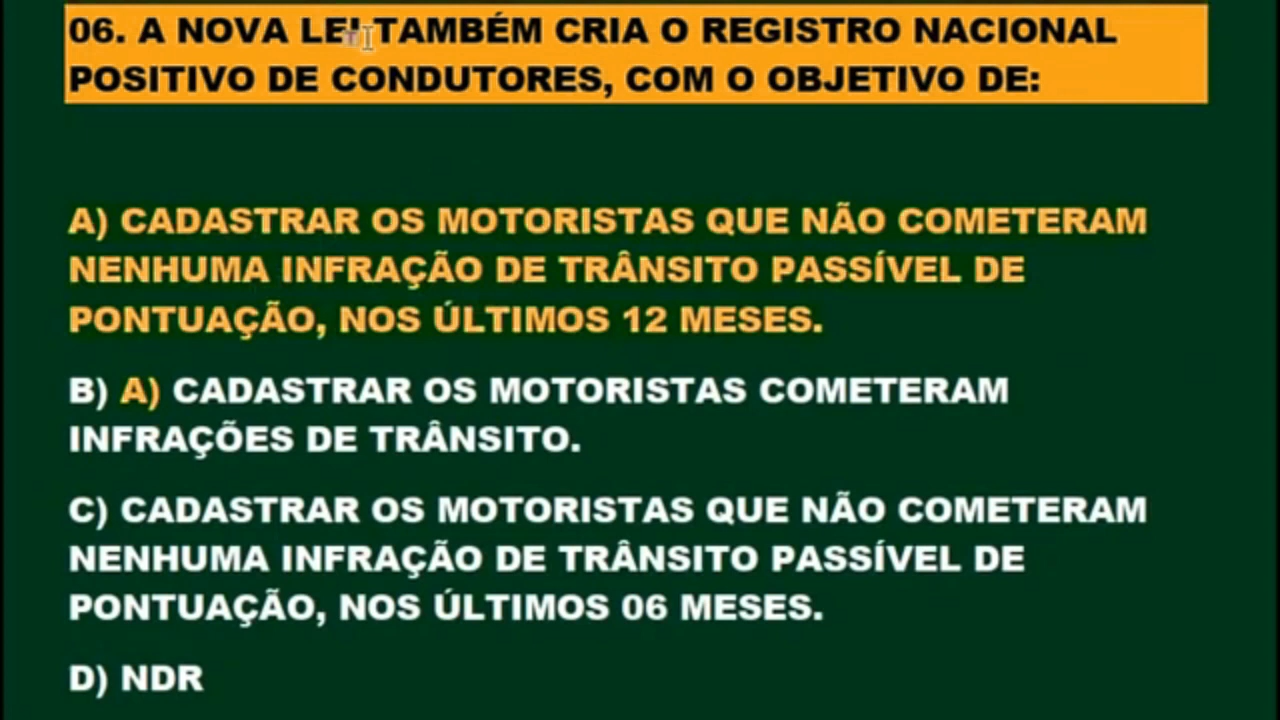 06. A NOVA LEI TAMBÉM CRIA O REGISTRO NACIONAL
POSITIVO DE CONDUTORES, COM O OBJETIVO DE:
A) CADASTRAR OS MOTORISTAS QUE NÃO COMETERAM
NENHUMA INFRAÇÃO DE TRÂNSITO PASSÍVEL DE
PONTUAÇÃO, NOS ÚLTIMOS 12 MESES.
B) A) CADASTRAR OS MOTORISTAS COMETERAM
INFRAÇÕES DE TRÂNSITO.
C) CADASTRAR OS MOTORISTAS QUE NÃO COMETERAM
NENHUMA INFRAÇÃO DE TRÂNSITO PASSÍVEL DE
PONTUAÇÃO, NOS ÚLTIMOS 06 MESES.
D) NDR